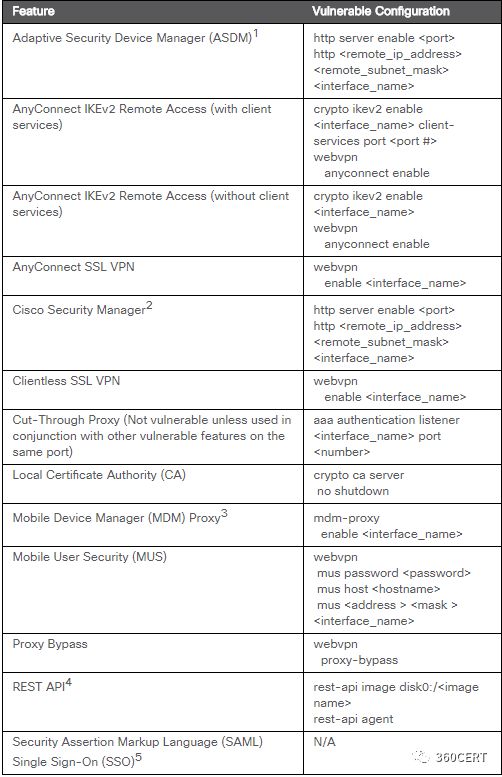 Feature Vulnerable Configuration
Adaptive Security Device Manager (ASDM)1
http server enable <port>
http <remote_ip_address>
<remote_subnet_mask>
<interface_name>
AnyConnect IKEv2 Remote Access (with client
services)
crypto ikev2 enable
<interface_name> client-
services port <port #>
webvpn
anyconnect enable
AnyConnect IKEv2 Remote Access (without client
services)
crypto ikev2 enable
<interface_name>
webvpn
anyconnect enable
AnyConnect SSL VPN
webvpn
enable <interface_name>
Cisco Security Manager2
http server enable <port>
http <remote_ip_address>
<remote_subnet_mask>
<interface_name>
Clientless SSL VPN
webvpn
enable <interface_name>
Cut-Through Proxy (Not vulnerable unless used in
conjunction with other vulnerable features on the
same port)
aaa authentication listener
<interface_name> port
<number>
Local Certificate Authority (CA)
crypto ca server
no shutdown
Mobile Device Manager (MDM) Proxy3
mdm-proxy
enable <interface_name>
Mobile User Security (MUS)
webvpn
mus password <password>
mus host <hostname>
mus <address > <mask >
<interface_name>
Proxy Bypass
webvpn
proxy-bypass
REST API4
rest-api image disk0:/<image
name>
rest-api agent
Security Assertion Markup Language (SAML)
Single Sign-On (SSO)5
N/A
360CERT